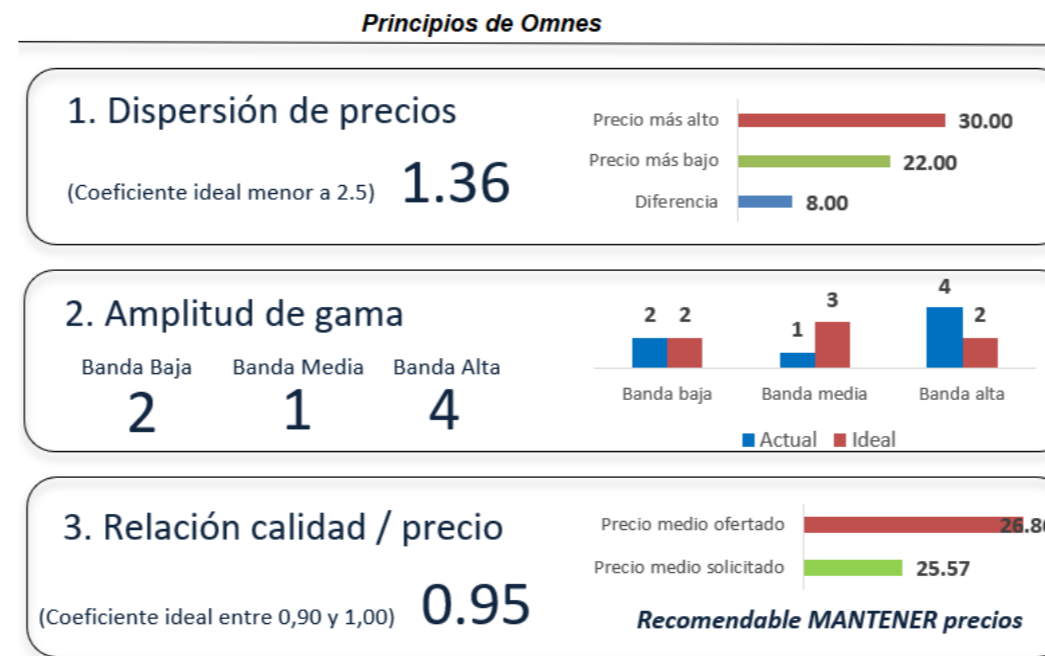 Principios de Omnes
1. Dispersión de precios
(Coeficiente ideal menor a 2.5) 1.36
Precio más alto 30.00
Precio más bajo 22.00
Diferencia 8.00
2. Amplitud de gama
Banda Baja Banda Media Banda Alta
2 1 4
2 2 1 3 4 2
Banda baja Banda media Banda alta
Actual Ideal
3. Relación calidad / precio
(Coeficiente ideal entre 0,90 y 1,00) 0.95
Precio medio ofertado
Precio medio solicitado 25.57
Recomendable MANTENER precios